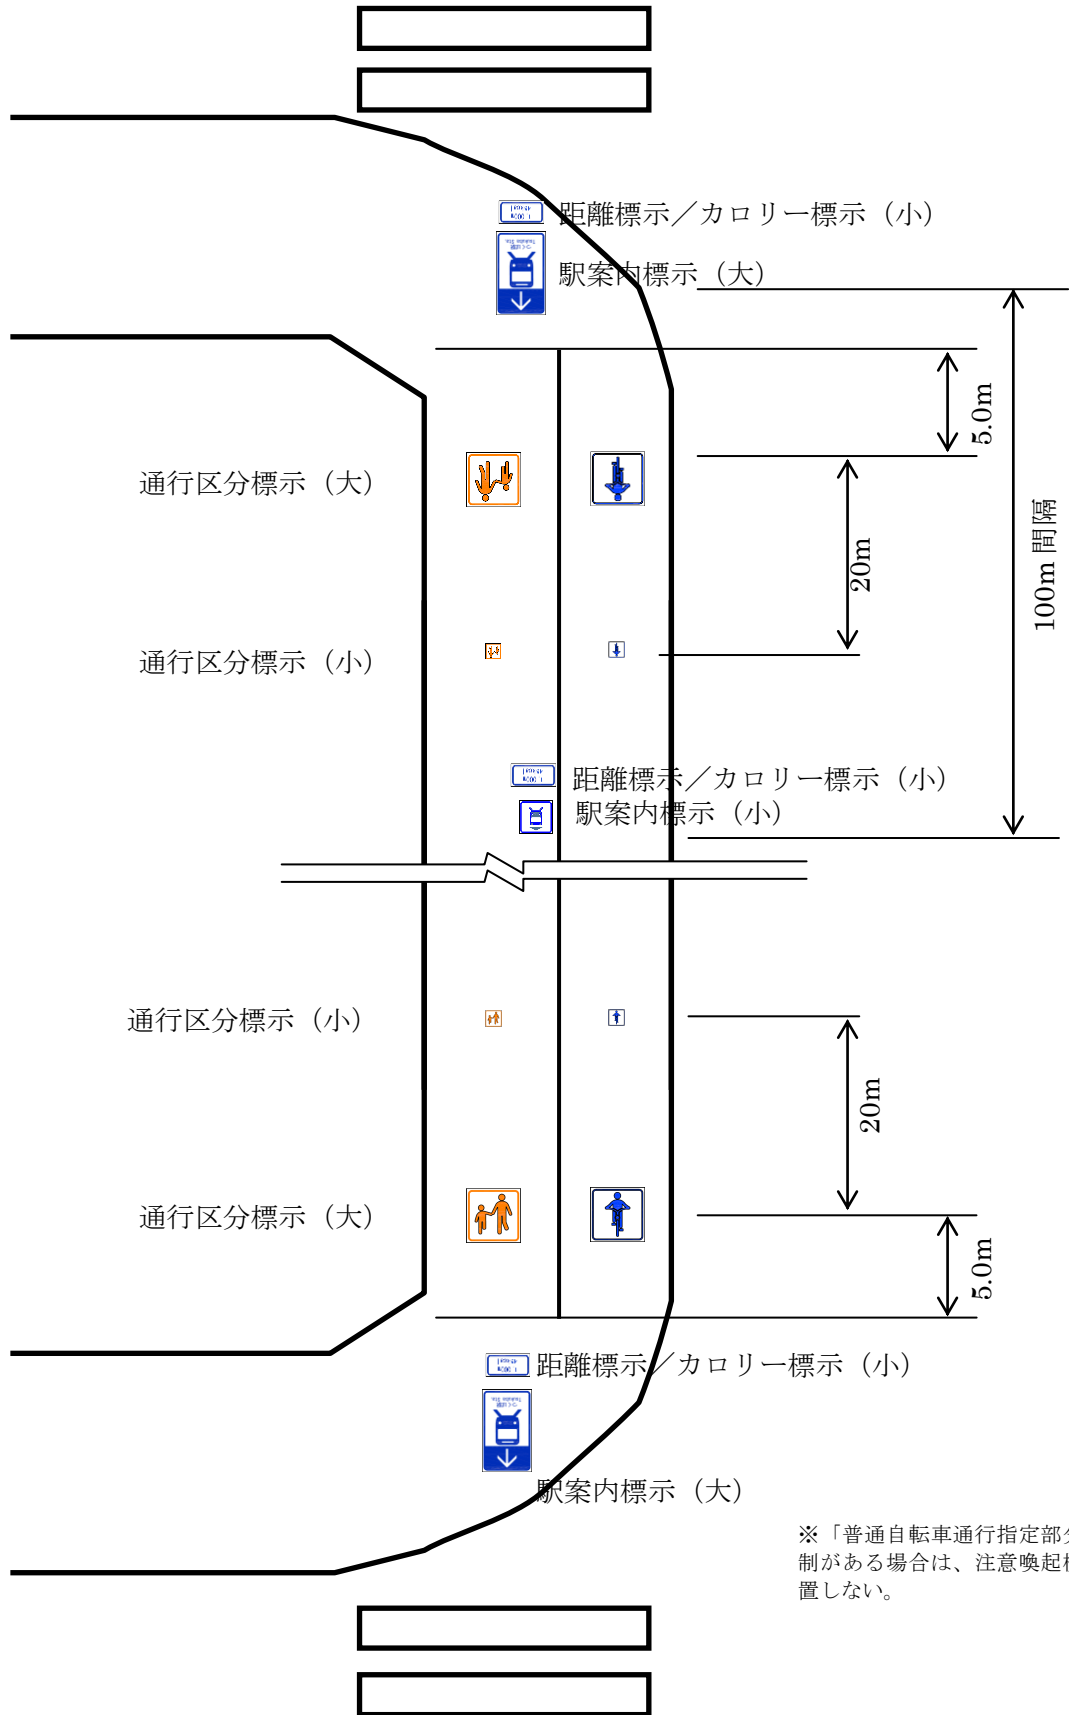 距離標示／カロリー標示（小）
駅案内標示（大）
5.0m
通行区分標示（大）
20m
100m 間隔
通行区分標示（小）
距離標示／カロリー標示（小）
駅案内標示（小）
通行区分標示（小）
20m
通行区分標示（大）
5.0m
距離標示／カロリー標示（小）
駅案内標示（大）
※「普通自転車通行指定部
制がある場合は、注意喚起
置しない。